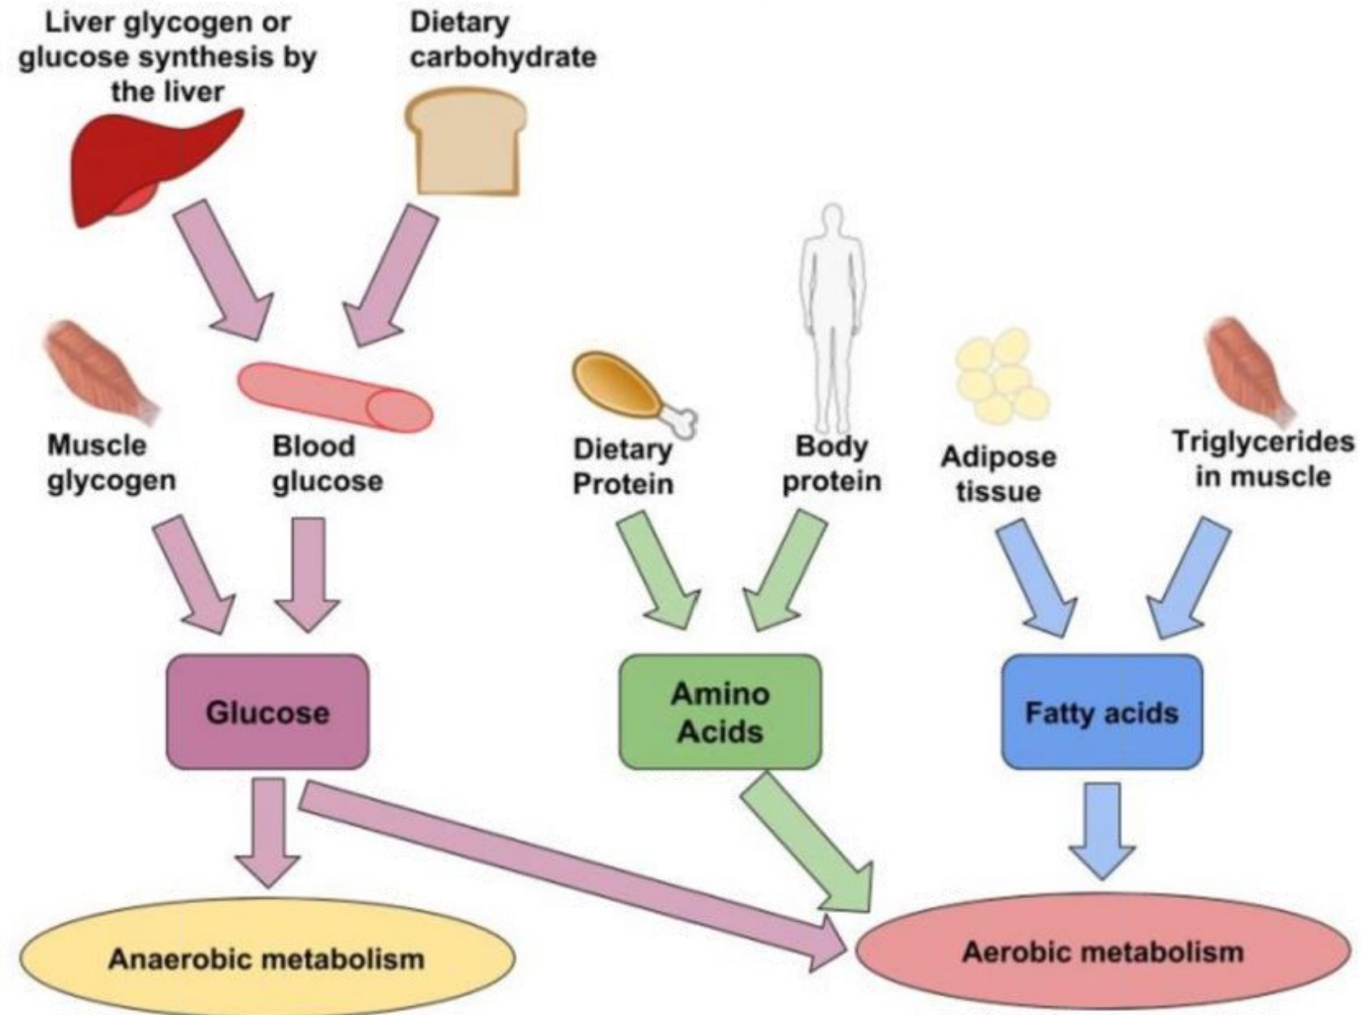 Liver glycogen or
glucose synthesis by
the liver
Dietary
carbohydrate
Muscle
glycogen
Blood
glucose
Dietary
Protein
Body
protein
Adipose
tissue
Triglycerides
in muscle
Glucose
Amino
Acids
Fatty acids
Anaerobic metabolism
Aerobic metabolism